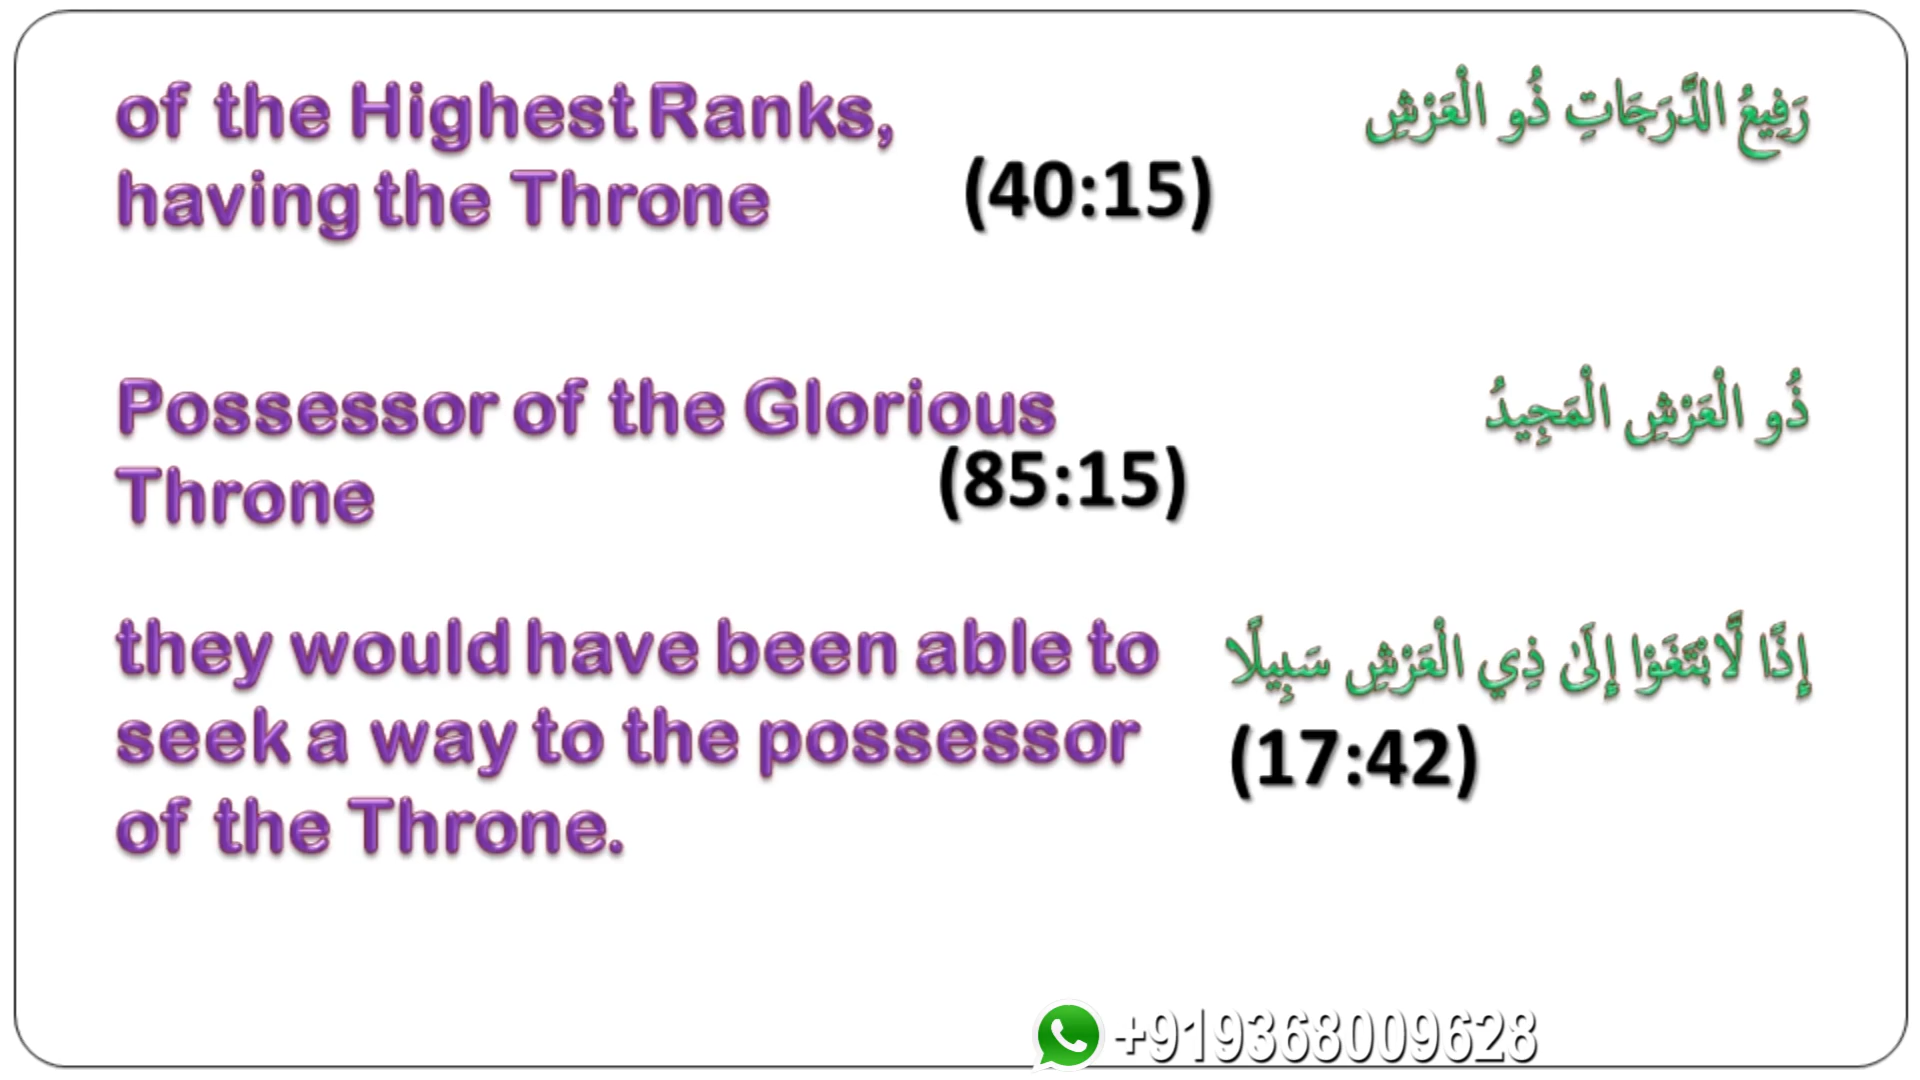 of the Highest Ranks,
having the Throne
(40:15)
رَفِيعُ الدَّرَجَاتِ ذُو الْعَرْشِ
Possessor of the Glorious
Throne
(85:15)
ذُو الْعَرْشِ الْمَجِيدُ
they would have been able to
seek a way to the possessor
of the Throne.
إِذًا لَّابْتَغَوْا إِلَىٰ ذِي الْعَرْشِ سَبِيلًا
(17:42)
+919368009628